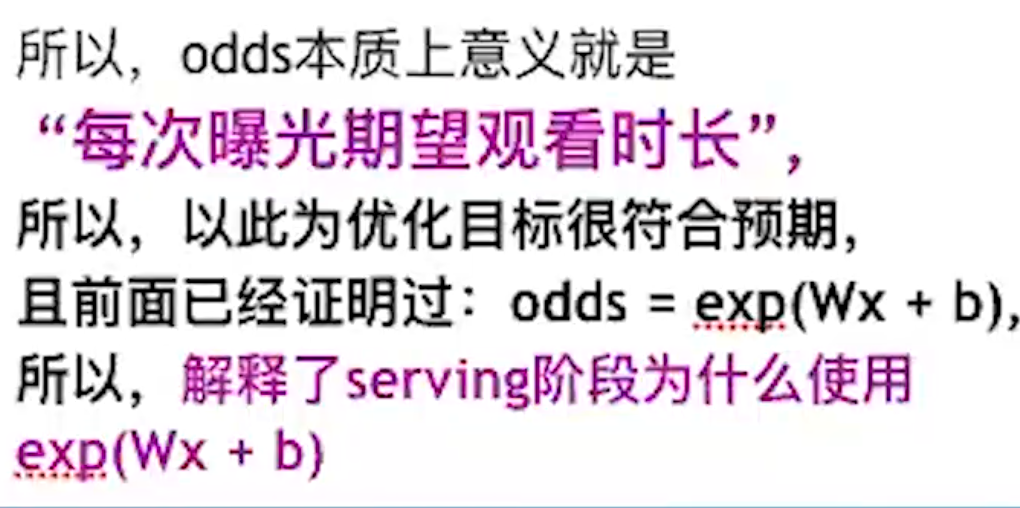 所以，odds本质上意义就是
“每次曝光期望观看时长”，
所以，以此为优化目标很符合预期，
且前面已经证明过：odds = exp(Wx + b),
所以，解释了serving阶段为什么使用
exp(Wx + b)